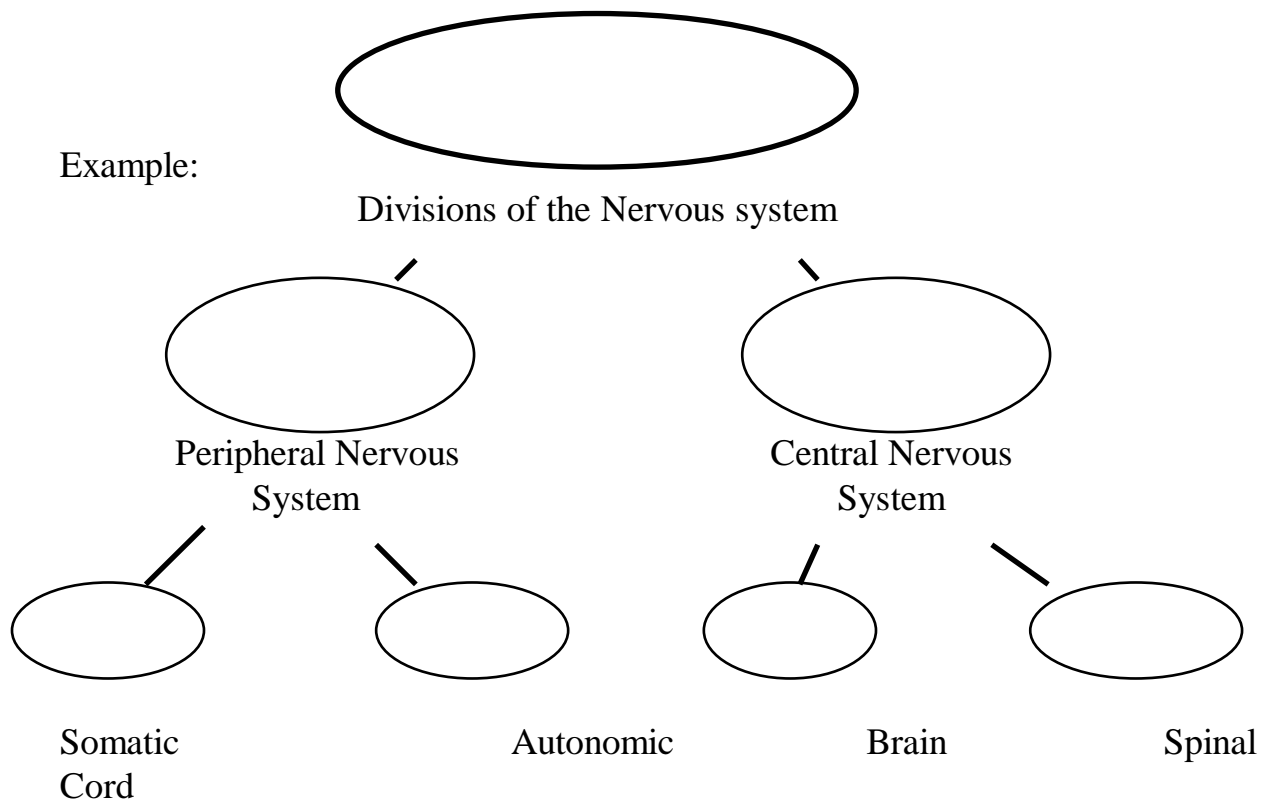 Example:
Divisions of the Nervous system
Peripheral Nervous
System
Central Nervous
System
Somatic Autonomic Brain Spinal
Cord